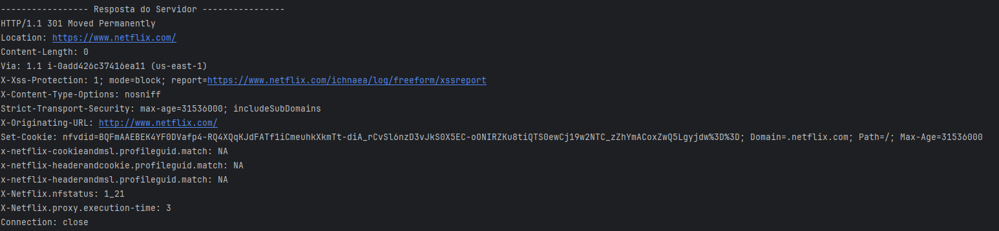 ----------------- Resposta do Servidor ----------------
HTTP/1.1 301 Moved Permanently
Location: https://www.netflix.com/
Content-Length: 0
Via: 1.1 i-0add426c37416ea11 (us-east-1)
X-Xss-Protection: 1; mode=block; report=https://www.netflix.com/ichnaea/log/freeform/xssreport
X-Content-Type-Options: nosniff
Strict-Transport-Security: max-age=31536000; includeSubDomains
X-Originating-URL: http://www.netflix.com/
Set-Cookie: nfvdid=BQFmAAEBEK4YF0DVafp4-RQ4XQqKJdFATf1iCmeuhkXkmTt-diA_rCvSl6nzD3vJkS0X5EC-oONIRZKu8tiQTS0ewCj19w2NTC_zZhYmACoxZwQ5Lgyjdw%3D%3D; Domain=.netflix.com; Path=/; Max-Age=31536000
x-netflix-cookieandmsl.profileguid.match: NA
x-netflix-headerandcookie.profileguid.match: NA
x-netflix-headerandmsl.profileguid.match: NA
X-Netflix.nfstatus: 1_21
X-Netflix.proxy.execution-time: 3
Connection: close